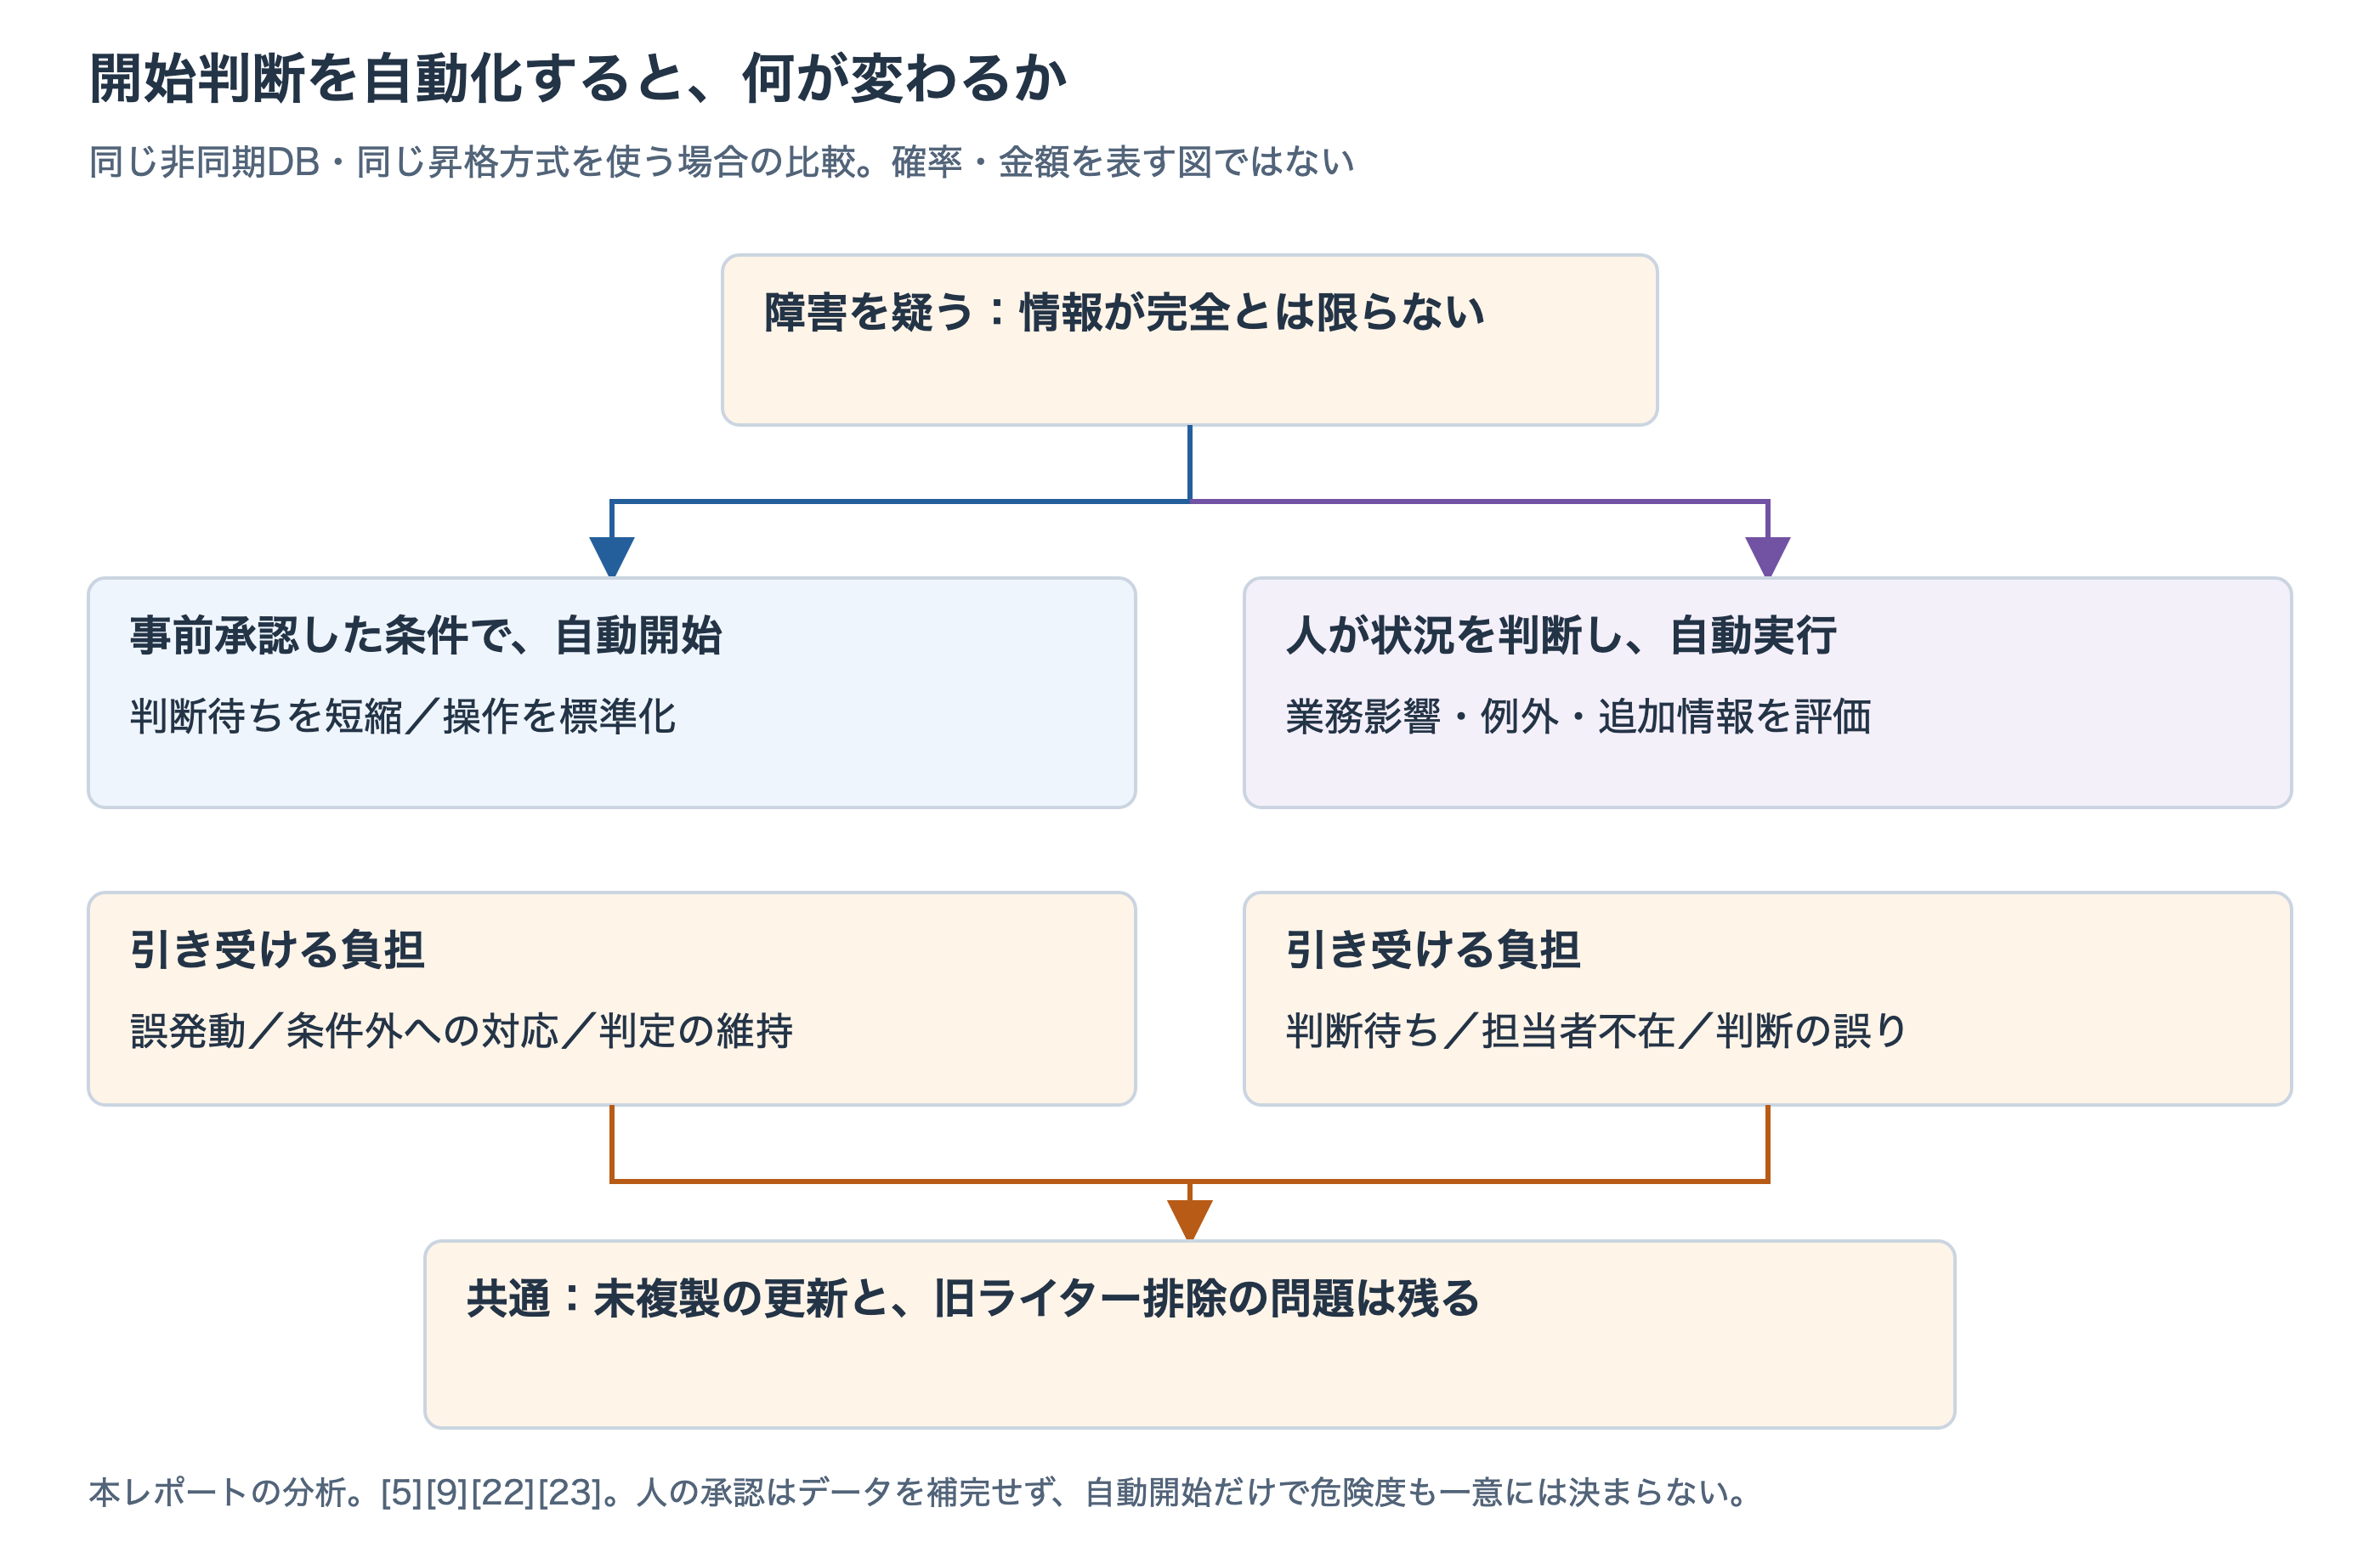 開始判断を自動化すると、何が変わるか
同じ非同期DB・同じ昇格方式を使う場合の比較。確率・金額を表す図ではない
障害を疑う：情報が完全とは限らない
事前承認した条件で、自動開始
判断待ちを短縮／操作を標準化
人が状況を判断し、自動実行
業務影響・例外・追加情報を評価
引き受ける負担
誤発動／条件外への対応／判定の維持
引き受ける負担
判断待ち／担当者不在／判断の誤り
共通：未複製の更新と、旧ライター排除の問題は残る
本レポートの分析。[5][9][22][23]。人の承認はデータを補完せず、自動開始だけで危険度も一意には決まらない。